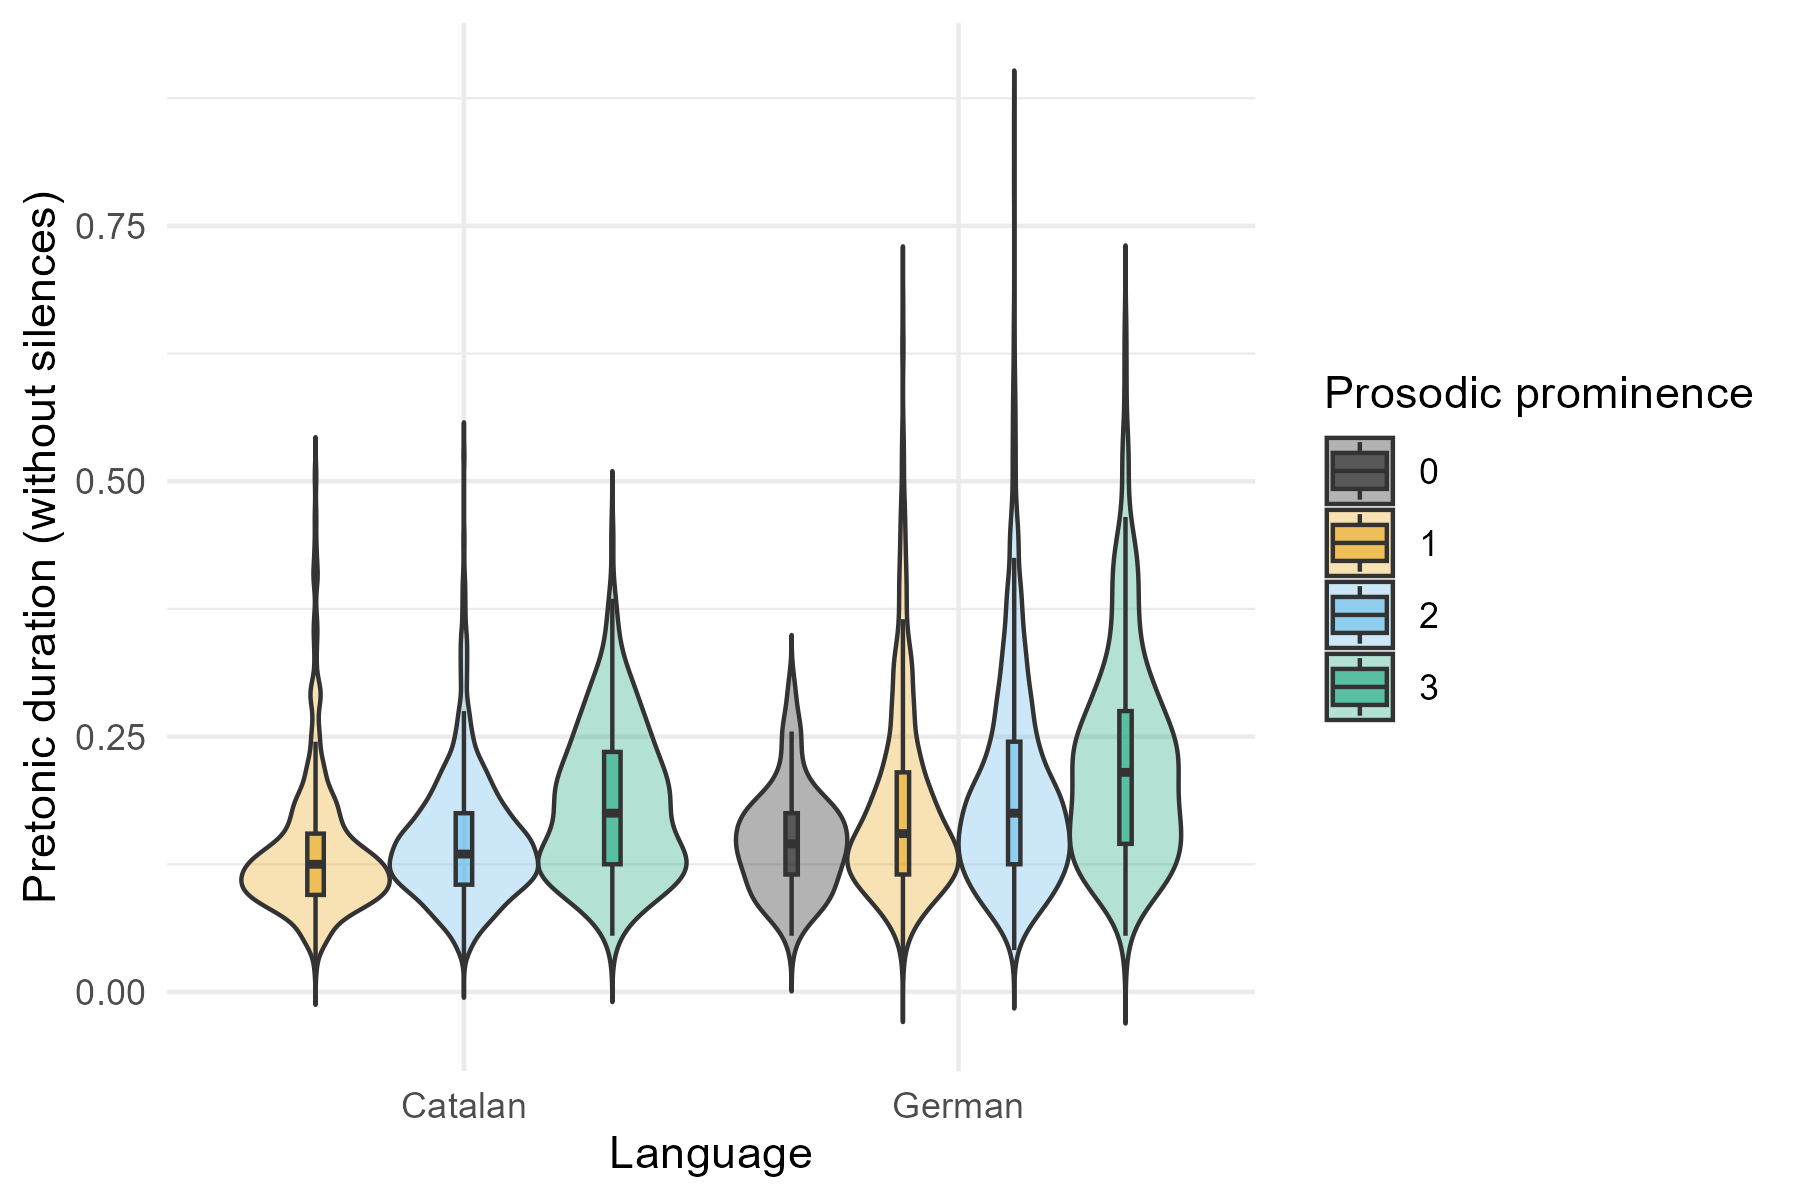 Pretonic duration (without silences)
0.75
0.50
0.25
0.00
Catalan
German
Language
Prosodic prominence
0
1
2
3